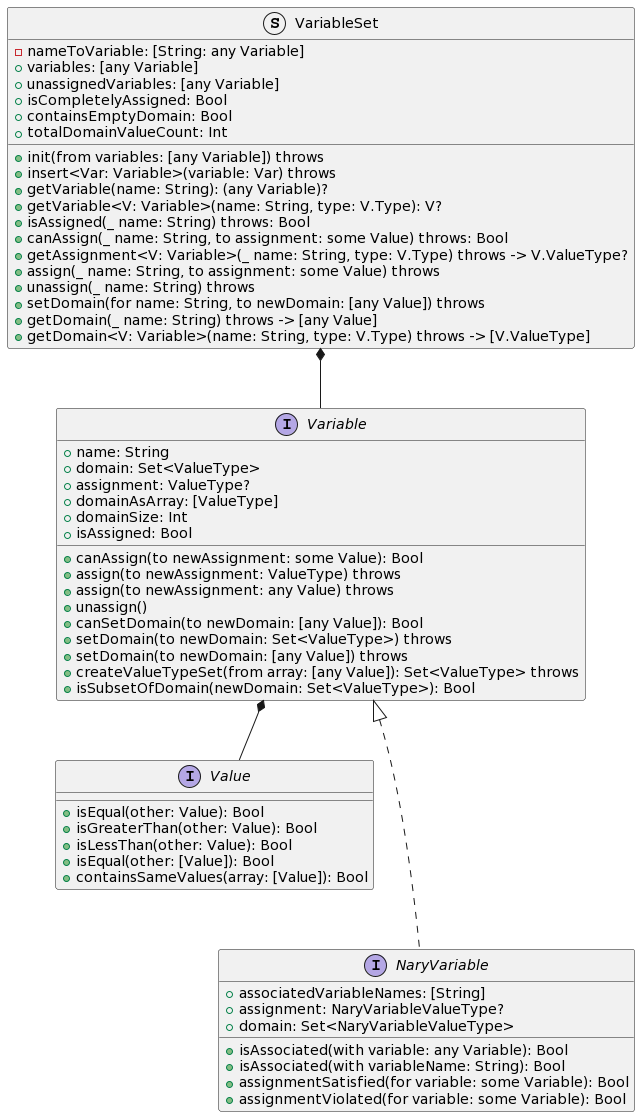 S VariableSet
nameToVariable: [String: any Variable]
variables: [any Variable]
unassignedVariables: [any Variable]
isCompletelyAssigned: Bool
containsEmptyDomain: Bool
totalDomainValueCount: Int
init(from variables: [any Variable]) throws
insert<Var: Variable>(variable: Var) throws
getVariable(name: String): (any Variable)?
getVariable<V: Variable>(name: String, type: V.Type): V?
isAssigned(_ name: String) throws: Bool
canAssign(_ name: String, to assignment: some Value) throws: Bool
getAssignment<V: Variable>(_ name: String, type: V.Type) throws -> V.ValueType?
assign(_ name: String, to assignment: some Value) throws
unassign(_ name: String) throws
setDomain(for name: String, to newDomain: [any Value]) throws
getDomain(_ name: String) throws -> [any Value]
getDomain<V: Variable>(name: String, type: V.Type) throws -> [V.ValueType]
I Variable
name: String
domain: Set<ValueType>
assignment: ValueType?
domainAsArray: [ValueType]
domainSize: Int
isAssigned: Bool
canAssign(to newAssignment: some Value): Bool
assign(to newAssignment: ValueType) throws
assign(to newAssignment: any Value) throws
unassign()
canSetDomain(to newDomain: [any Value]): Bool
setDomain(to newDomain: Set<ValueType>) throws
setDomain(to newDomain: [any Value]) throws
createValueTypeSet(from array: [any Value]): Set<ValueType> throws
isSubsetOfDomain(newDomain: Set<ValueType>): Bool
I Value
isEqual(other: Value): Bool
isGreaterThan(other: Value): Bool
isLessThan(other: Value): Bool
isEqual(other: [Value]): Bool
containsSameValues(array: [Value]): Bool
I NaryVariable
associatedVariableNames: [String]
assignment: NaryVariableValueType?
domain: Set<NaryVariableValueType>
isAssociated(with variable: any Variable): Bool
isAssociated(with variableName: String): Bool
assignmentSatisfied(for variable: some Variable): Bool
assignmentViolated(for variable: some Variable): Bool